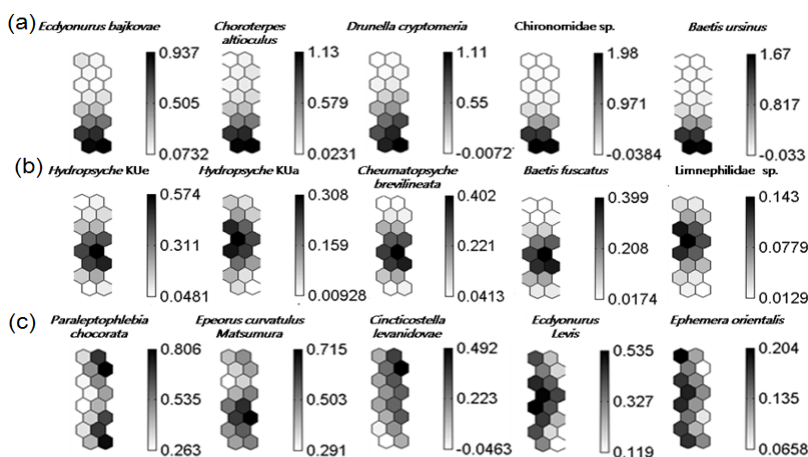 (a)
Ecdyonurus bajkovae
Choroterpes altioculus
Drunella cryptomeria
Chironomidae sp.
Baetis ursinus
0.937
0.505
0.0732
1.13
0.579
0.0231
1.11
0.55
-0.0072
1.98
0.971
-0.0384
1.67
0.817
-0.033
(b)
Hydropsyche KUe
Hydropsyche KUa
Cheumatopsyche brevilineata
Baetis fuscatus
Limnephilidae sp.
0.574
0.311
0.0481
0.308
0.159
0.00928
0.402
0.221
0.0413
0.399
0.208
0.0174
0.143
0.0779
0.0129
(c)
Paraleptophlebia chocorata
Epeorus curvatulus Matsumura
Cincticostella levanidovae
Ecdyonurus Levis
Ephemera orientalis
0.806
0.535
0.263
0.715
0.503
0.291
0.492
0.223
-0.0463
0.535
0.327
0.119
0.204
0.135
0.0658